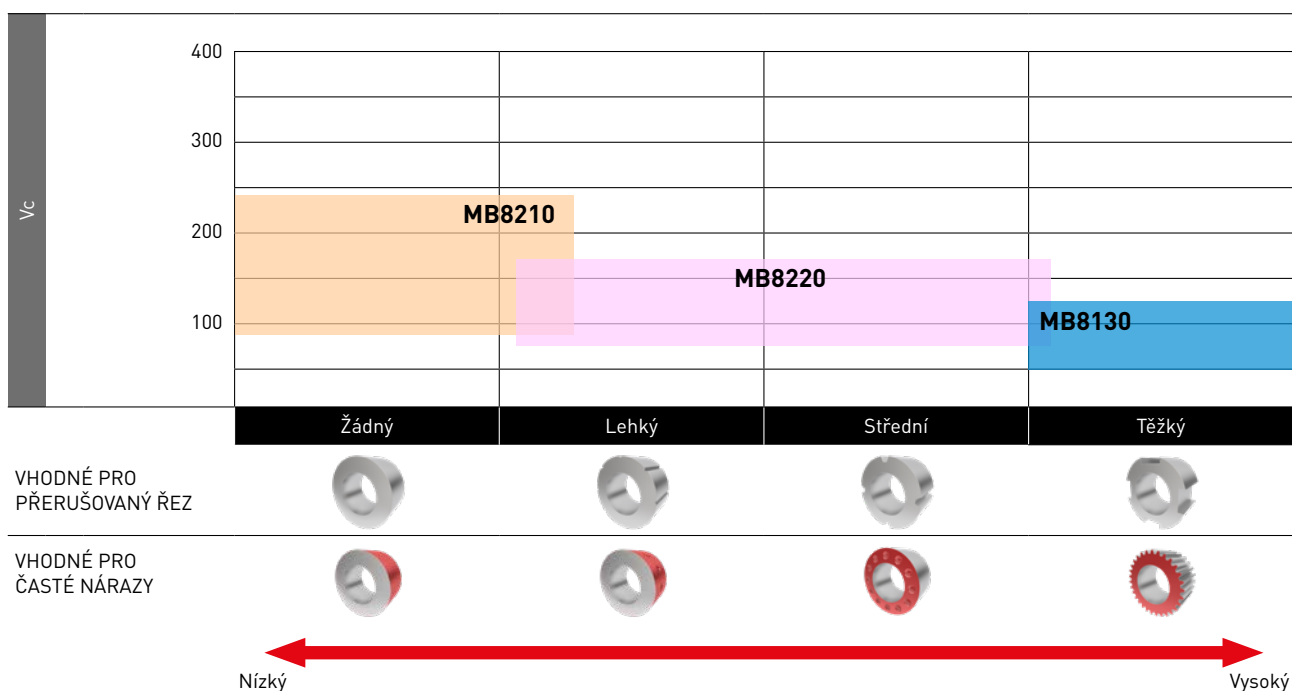 Vc
400
300
200
100
MB8210
MB8220
MB8130
Žádný
Lehký
Střední
Těžký
VHODNÉ PRO
PŘERUŠOVANÝ ŘEZ
VHODNÉ PRO
ČASTÉ NÁRAZY
Nízký
Vysoký